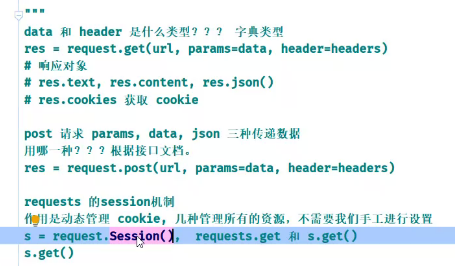 """
data 和 header 是什么类型？？？ 字典类型
res = request.get(url, params=data, header=headers)
# 响应对象
# res.text, res.content, res.json()
# res.cookies 获取 cookie
post 请求 params, data, json 三种传递数据
用哪一种？？？根据接口文档。
res = request.post(url, params=data, header=headers)
requests 的session机制
作用是动态管理 cookie, 几种管理所有的资源，不需要我们手工进行设置
s = request.Session(), requests.get 和 s.get()
s.get()